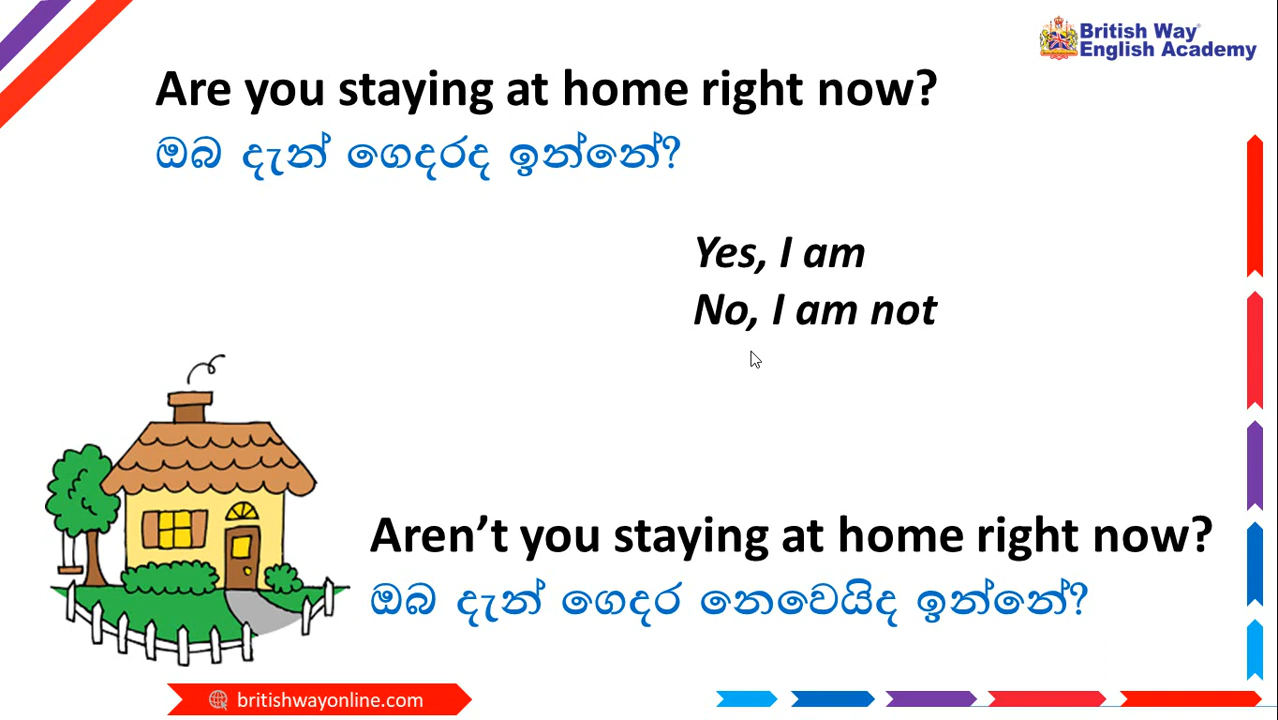 British Way
English Academy
Are you staying at home right now?
ඔබ දැන් ගෙදරද ඉන්නේ?
Yes, I am
No, I am not
Aren’t you staying at home right now?
ඔබ දැන් ගෙදර නෙවෙයිද ඉන්නේ?
britishwayonline.com